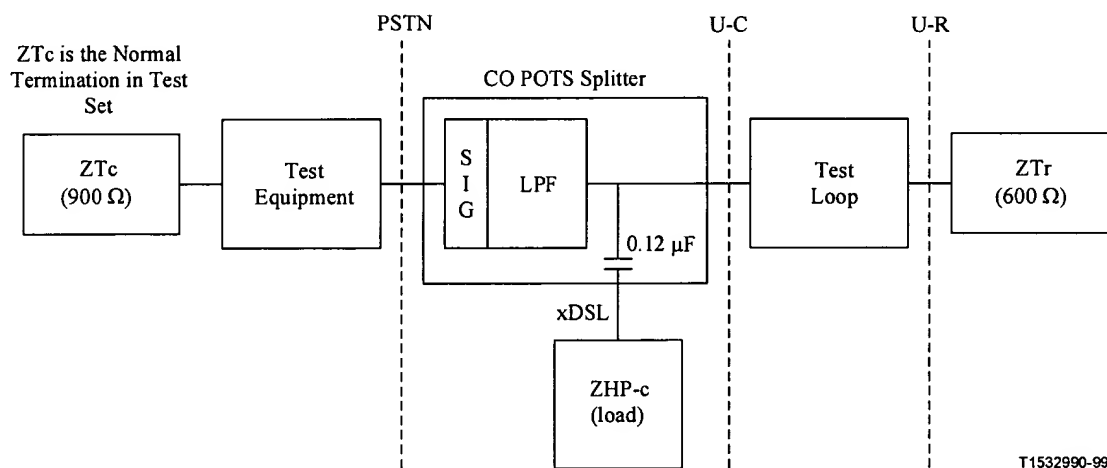 PSTN
U-C
U-R
ZTc is the Normal
Termination in Test
Set
CO POTS Splitter
ZTc
(900 Ω)
Test
Equipment
S
I
G
LPF
Test
Loop
ZTr
(600 Ω)
0.12 µF
xDSL
ZHP-c
(load)
T1532990-99